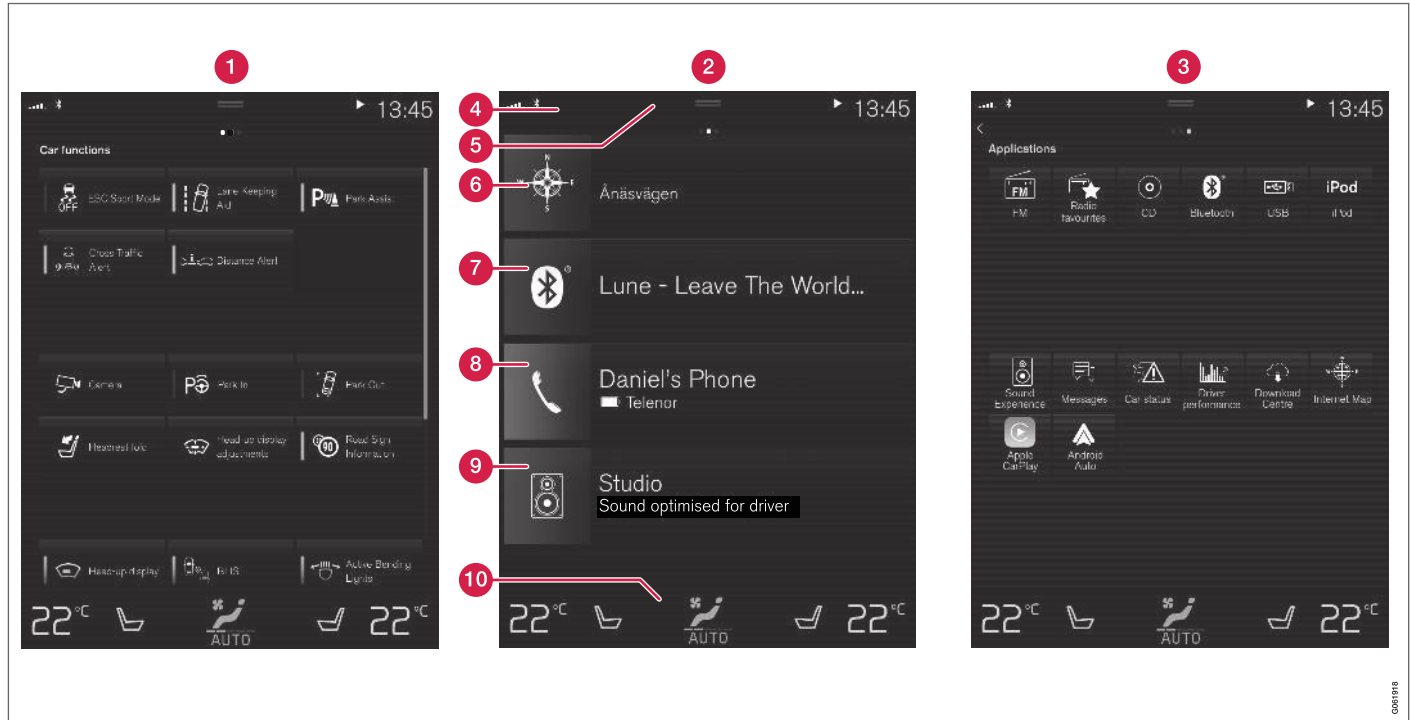 1
2
3
13:45
Car functions
OFF
ESC Sport Mode
Lane Keeping
Aid
P
Park Assist
Cross Traffic
Alert
Distance Alert
Camera
P
Park In
Park Out
Headrest fold
Head-up display
adjustments
90
Road Sign
Information
Head-up display
BLIS
Active Bending
Lights
22°C
AUTO
22°C
4
5
6
7
8
9
10
13:45
N
W
E
S
Ånäsvägen
Lune - Leave The World...
Daniel's Phone
Telenor
Studio
Sound optimised for driver
22°C
AUTO
22°C
13:45
Applications
FM
iPod
FM
Radio
favourites
CD
Bluetooth
USB
iPod
Sound
Experience
Messages
Car status
Driver
performance
Download
Centre
Internet Map
Apple
CarPlay
Android
Auto
22°C
AUTO
22°C
G061918